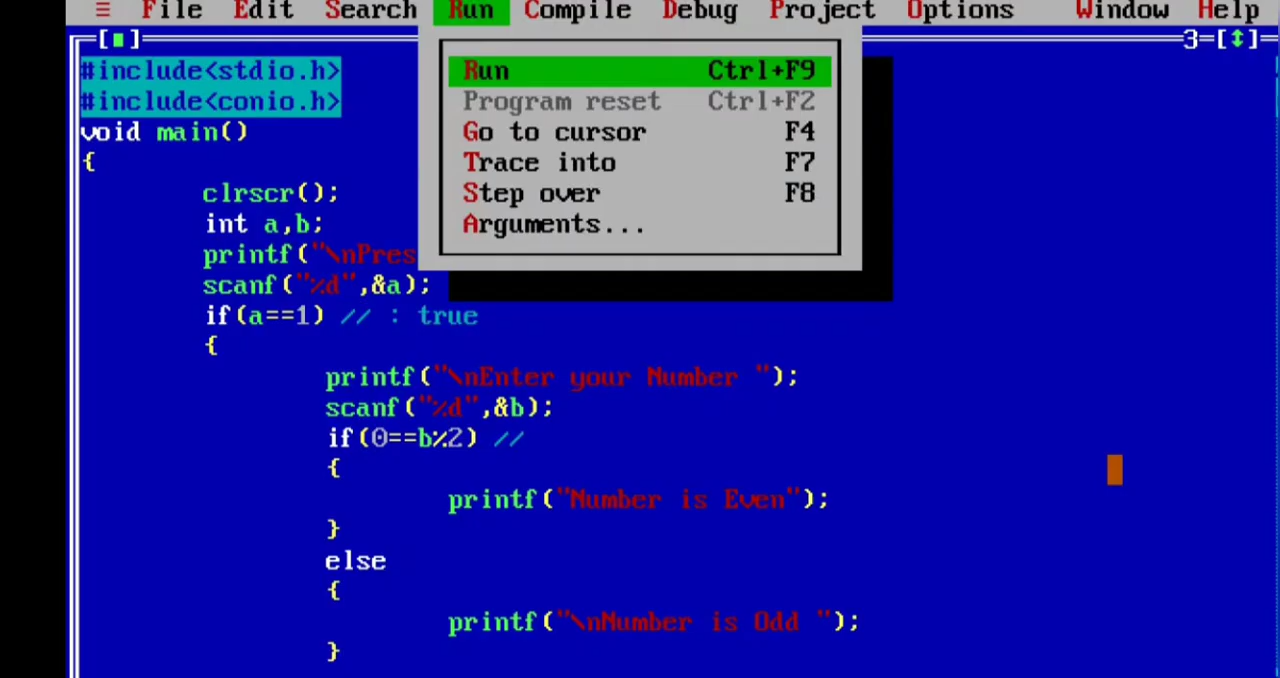 ≡ File Edit Search Run Compile Debug Project Options Window Help
[■] 3=[↕]
Run Ctrl+F9
Program reset Ctrl+F2
Go to cursor F4
Trace into F7
Step over F8
Arguments...
#include<stdio.h>
#include<conio.h>
void main()
{
clrscr();
int a,b;
printf("\nPres
scanf("%d",&a);
if(a==1) // : true
{
printf("\nEnter your Number ");
scanf("%d",&b);
if(0==b%2) //
{
printf("Number is Even");
}
else
{
printf("\nNumber is Odd ");
}